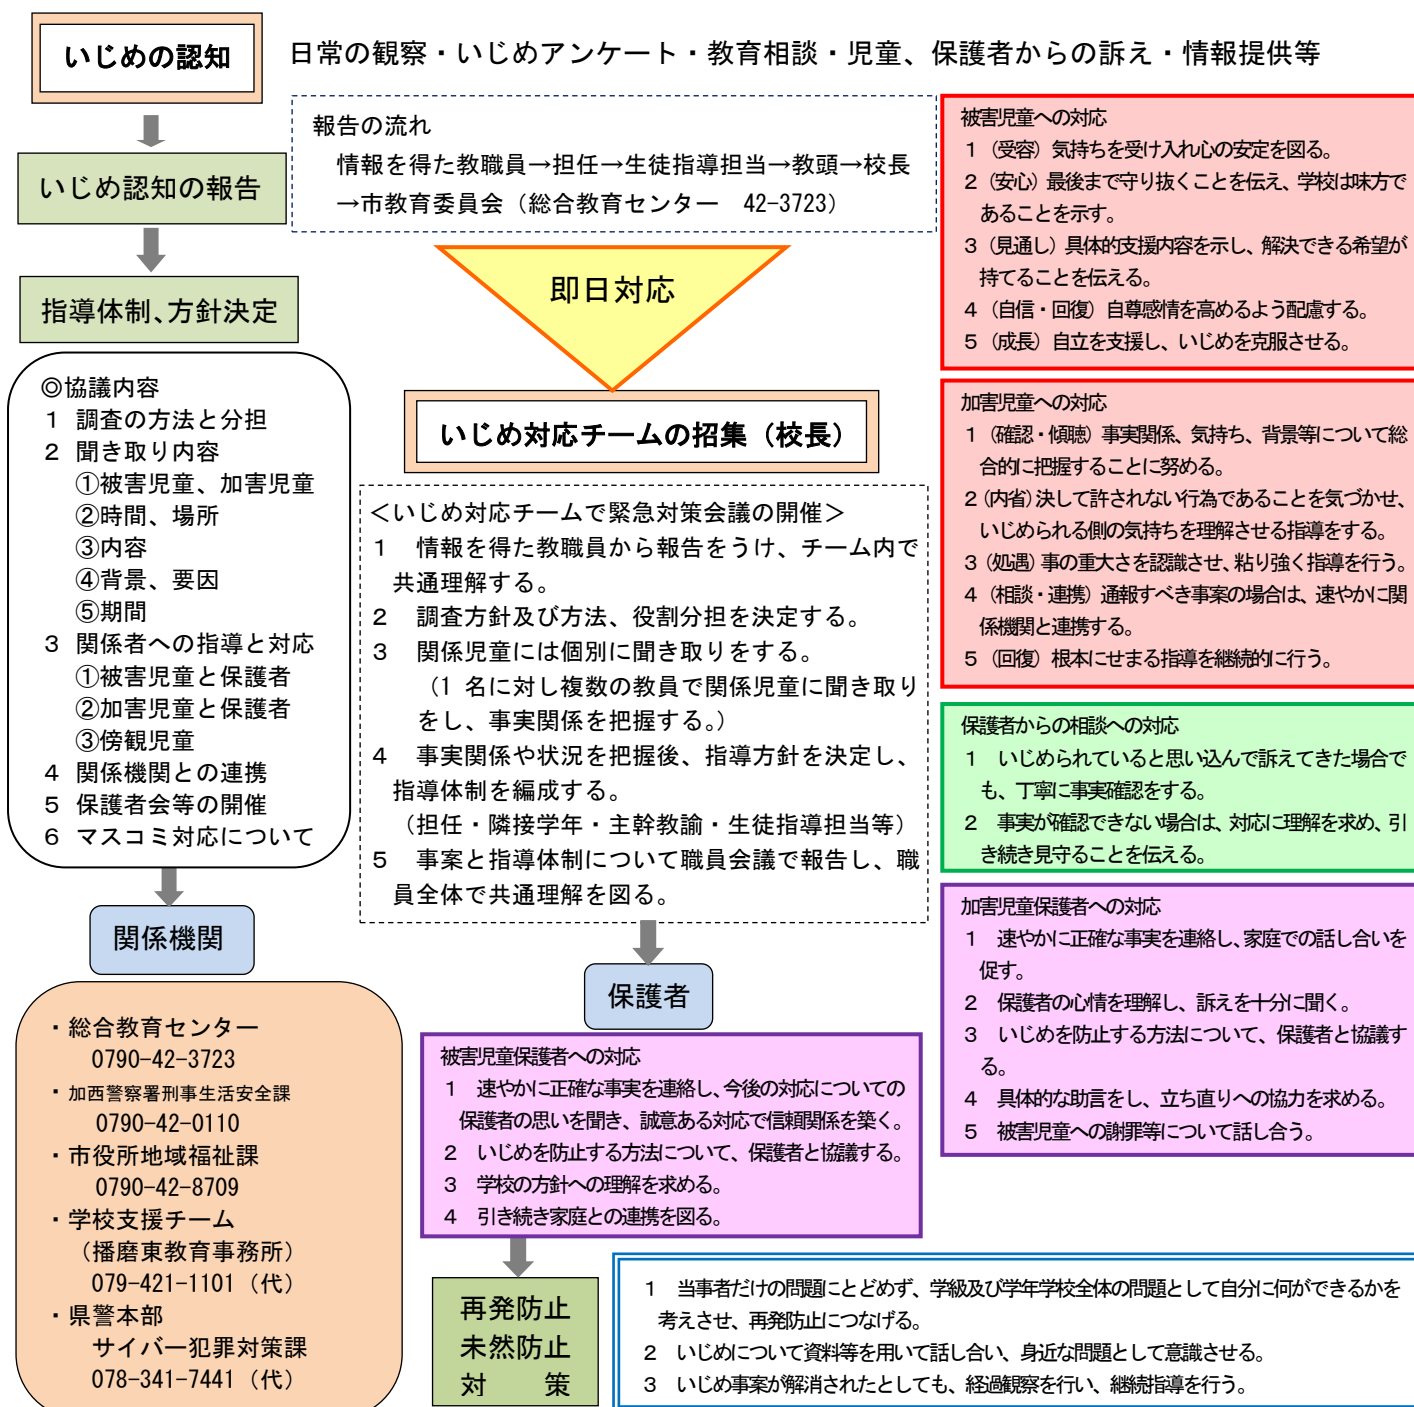 いじめの認知
日常の観察・いじめアンケート・教育相談・児童、保護者からの訴え・情報提供等
いじめ認知の報告
報告の流れ
情報を得た教職員→担任→生徒指導担当→教頭→校長
→市教育委員会（総合教育センター　42-3723）
指導体制、方針決定
即日対応
◎協議内容
1 調査の方法と分担
2 聞き取り内容
①被害児童、加害児童
②時間、場所
③内容
④背景、要因
⑤期間
3 関係者への指導と対応
①被害児童と保護者
②加害児童と保護者
③傍観児童
4 関係機関との連携
5 保護者会等の開催
6 マスコミ対応について
関係機関
・総合教育センター
0790-42-3723
・加西警察署刑事生活安全課
0790-42-0110
・市役所地域福祉課
0790-42-8709
・学校支援チーム
（播磨東教育事務所）
079-421-1101（代）
・県警本部
サイバー犯罪対策課
078-341-7441（代）
いじめ対応チームの招集（校長）
＜いじめ対応チームで緊急対策会議の開催＞
1　情報を得た教職員から報告をうけ、チーム内で
共通理解する。
2　調査方針及び方法、役割分担を決定する。
3　関係児童には個別に聞き取りをする。
（1 名に対し複数の教員で関係児童に聞き取り
をし、事実関係を把握する。）
4　事実関係や状況を把握後、指導方針を決定し、
指導体制を編成する。
（担任・隣接学年・主幹教諭・生徒指導担当等）
5　事案と指導体制について職員会議で報告し、職
員全体で共通理解を図る。
保護者
被害児童保護者への対応
1　速やかに正確な事実を連絡し、今後の対応についての
保護者の思いを聞き、誠意ある対応で信頼関係を築く。
2　いじめを防止する方法について、保護者と協議する。
3　学校の方針への理解を求める。
4　引き続き家庭との連携を図る。
被害児童への対応
1（受容）気持ちを受け入れ心の安定を図る。
2（安心）最後まで守り抜くことを伝え、学校は味方で
あることを示す。
3（見通し）具体的支援内容を示し、解決できる希望が
持てることを伝える。
4（自信・回復）自尊感情を高めるよう配慮する。
5（成長）自立を支援し、いじめを克服させる。
加害児童への対応
1（確認・傾聴）事実関係、気持ち、背景等について総
合的に把握することに努める。
2（内省）決して許されない行為であることを気づかせ、
いじめられる側の気持ちを理解させる指導をする。
3（処遇）事の重大さを認識させ、粘り強く指導を行う。
4（相談・連携）通報すべき事案の場合は、速やかに関
係機関と連携する。
5（回復）根本にせまる指導を継続的に行う。
保護者からの相談への対応
1　いじめられていると思い込んで訴えてきた場合で
も、丁寧に事実確認をする。
2　事実が確認できない場合は、対応に理解を求め、引
き続き見守ることを伝える。
加害児童保護者への対応
1　速やかに正確な事実を連絡し、家庭での話し合いを
促す。
2　保護者の心情を理解し、訴えを十分に聞く。
3　いじめを防止する方法について、保護者と協議す
る。
4　具体的な助言をし、立ち直りへの協力を求める。
5　被害児童への謝罪等について話し合う。
再発防止
未然防止
対　　策
1　当事者だけの問題にとどめず、学級及び学年学校全体の問題として自分に何ができるかを
考えさせ、再発防止につなげる。
2　いじめについて資料等を用いて話し合い、身近な問題として意識させる。
3　いじめ事案が解消されたとしても、経過観察を行い、継続指導を行う。